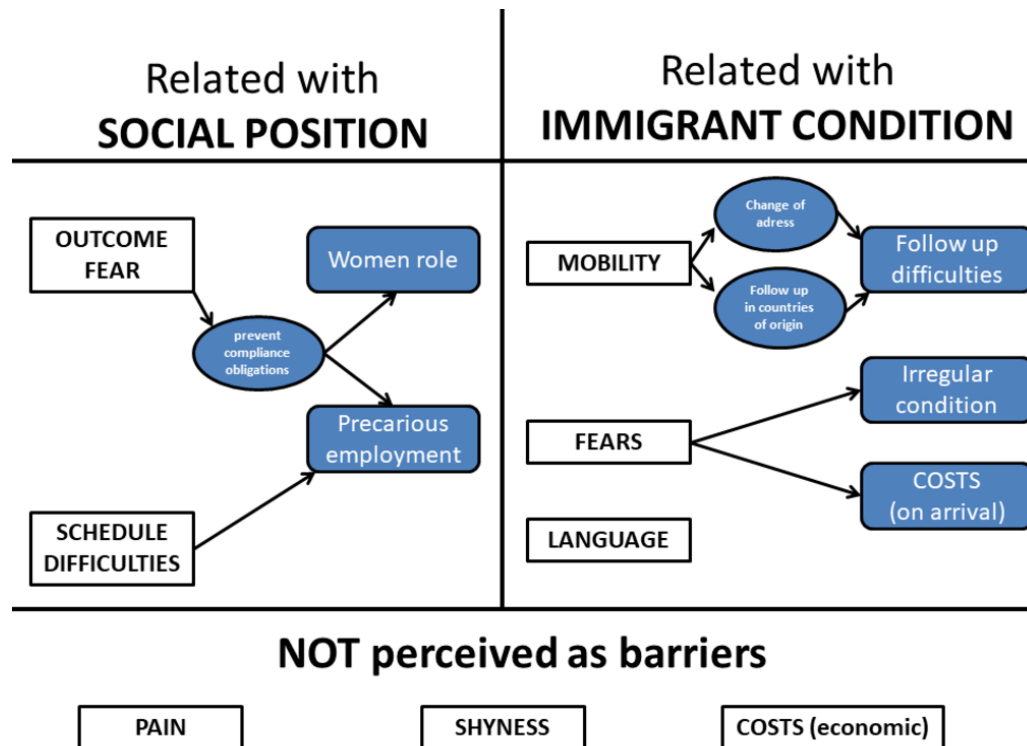 Related with
SOCIAL POSITION
OUTCOME
FEAR
Women role
prevent
compliance
obligations
Precarious
employment
SCHEDULE
DIFFICULTIES
Related with
IMMIGRANT CONDITION
MOBILITY
Change of
adress
Follow up
in countries
of origin
Follow up
difficulties
FEARS
Irregular
condition
COSTS
(on arrival)
LANGUAGE
NOT perceived as barriers
PAIN
SHYNESS
COSTS (economic)